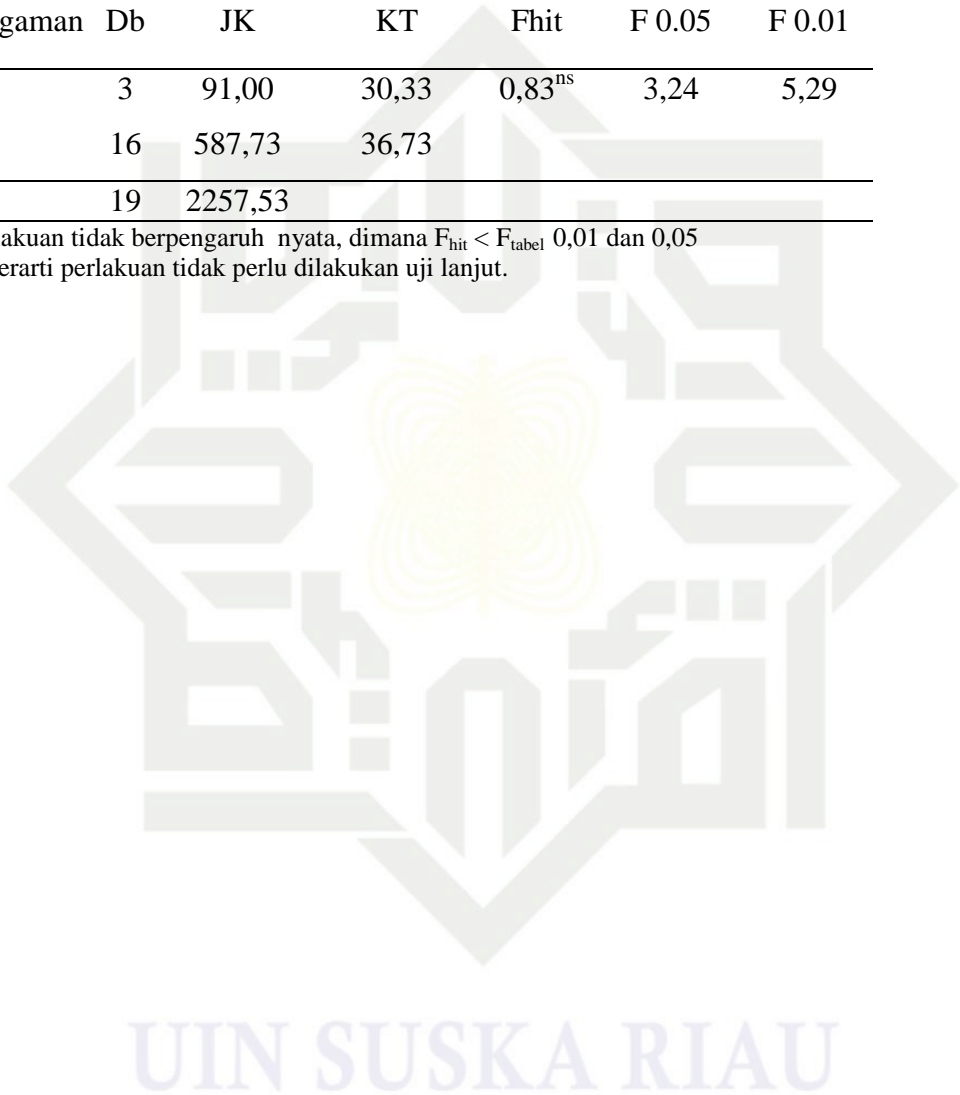 gaman Db JK KT Fhit F 0.05 F 0.01
3 91,00 30,33 0,83ns 3,24 5,29
16 587,73 36,73
19 2257,53
lakuan tidak berpengaruh nyata, dimana Fhit < Ftabel 0,01 dan 0,05
erarti perlakuan tidak perlu dilakukan uji lanjut.
UIN SUSKA RIAU